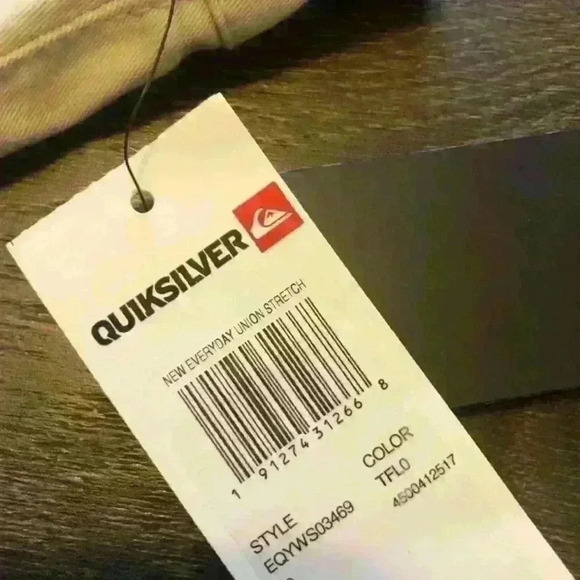 QUIKSILVER
NEW EVERYDAY UNION STRETCH
1 91274 31266 8
STYLE COLOR
EQYWS03469 TFL0
4500412517